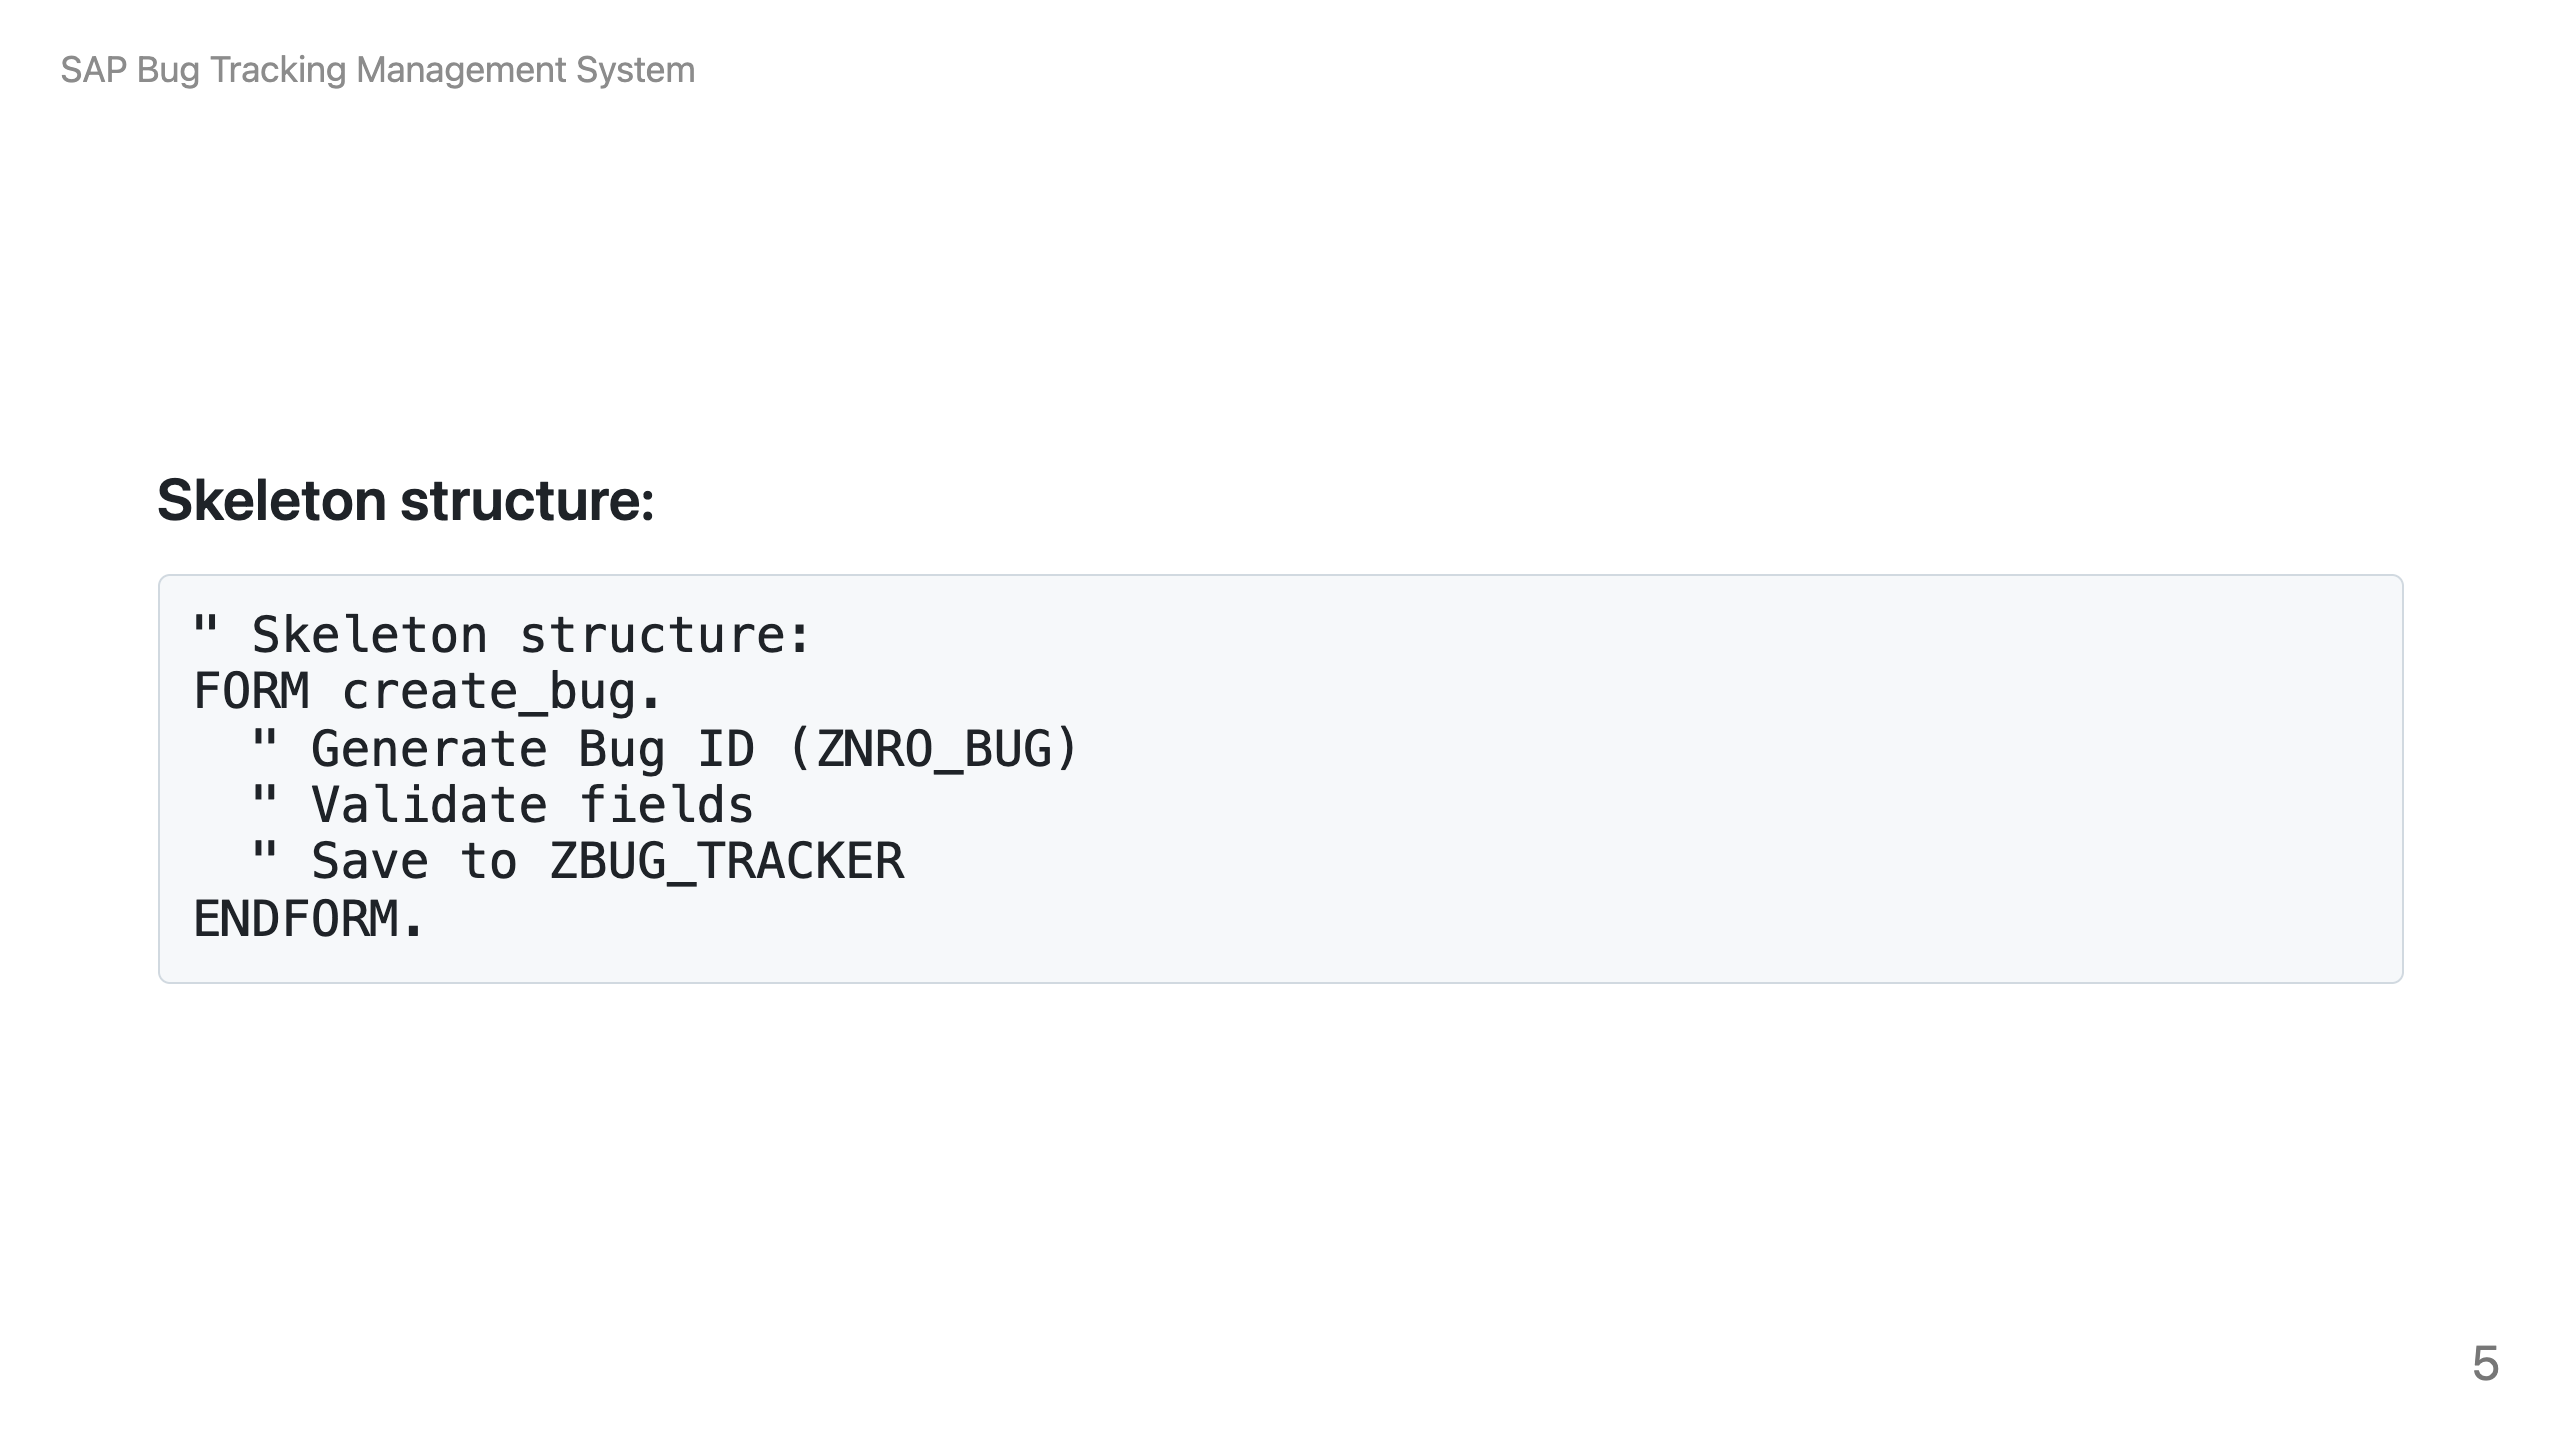 SAP Bug Tracking Management System
Skeleton structure:
" Skeleton structure:
FORM create_bug.
  " Generate Bug ID (ZNRO_BUG)
  " Validate fields
  " Save to ZBUG_TRACKER
ENDFORM.
5